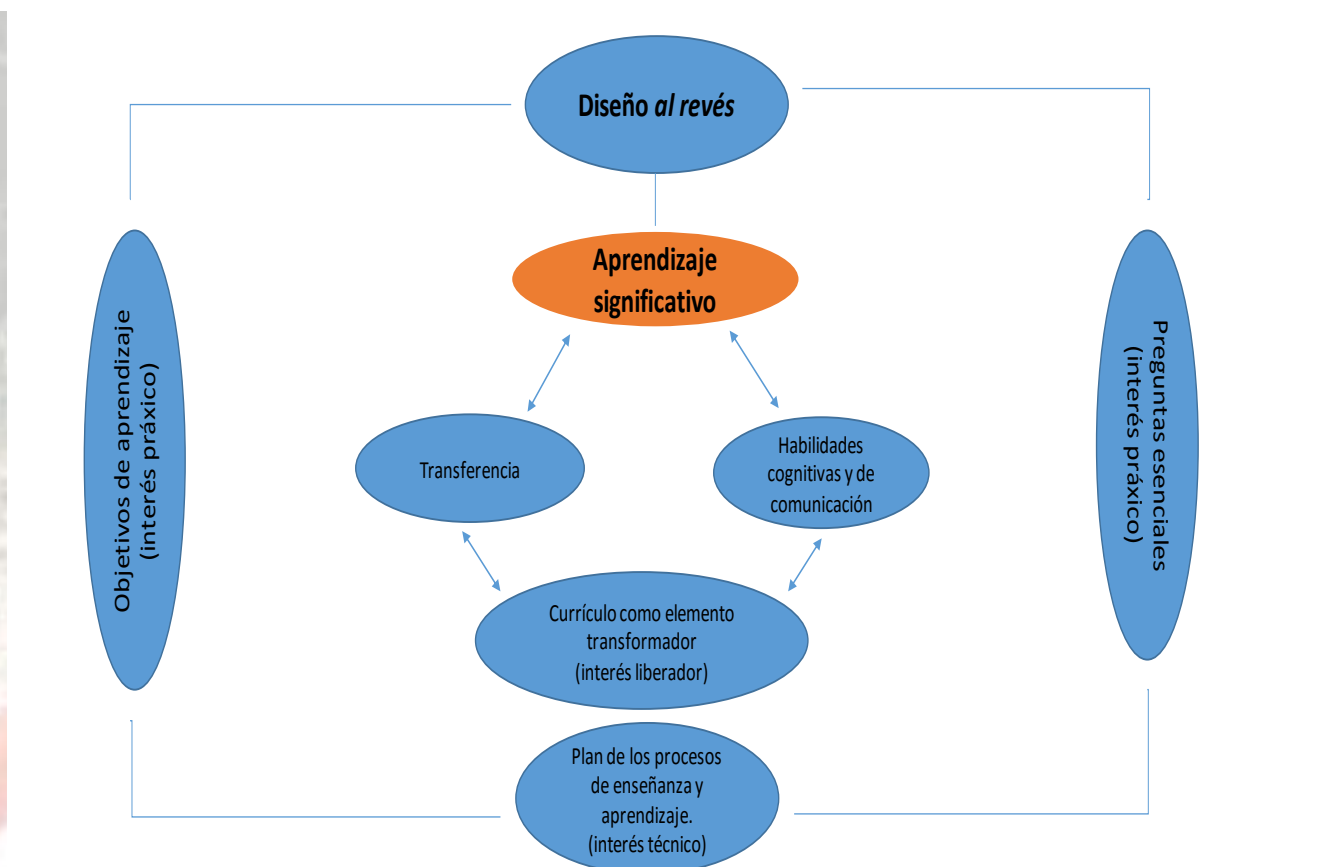 Diseño al revés
Aprendizaje
significativo
Objetivos de aprendizaje
(interés práxico)
Preguntas esenciales
(interés práxico)
Transferencia
Habilidades
cognitivas y de
comunicación
Currículo como elemento
transformador
(interés liberador)
Plan de los procesos
de enseñanza y
aprendizaje.
(interés técnico)